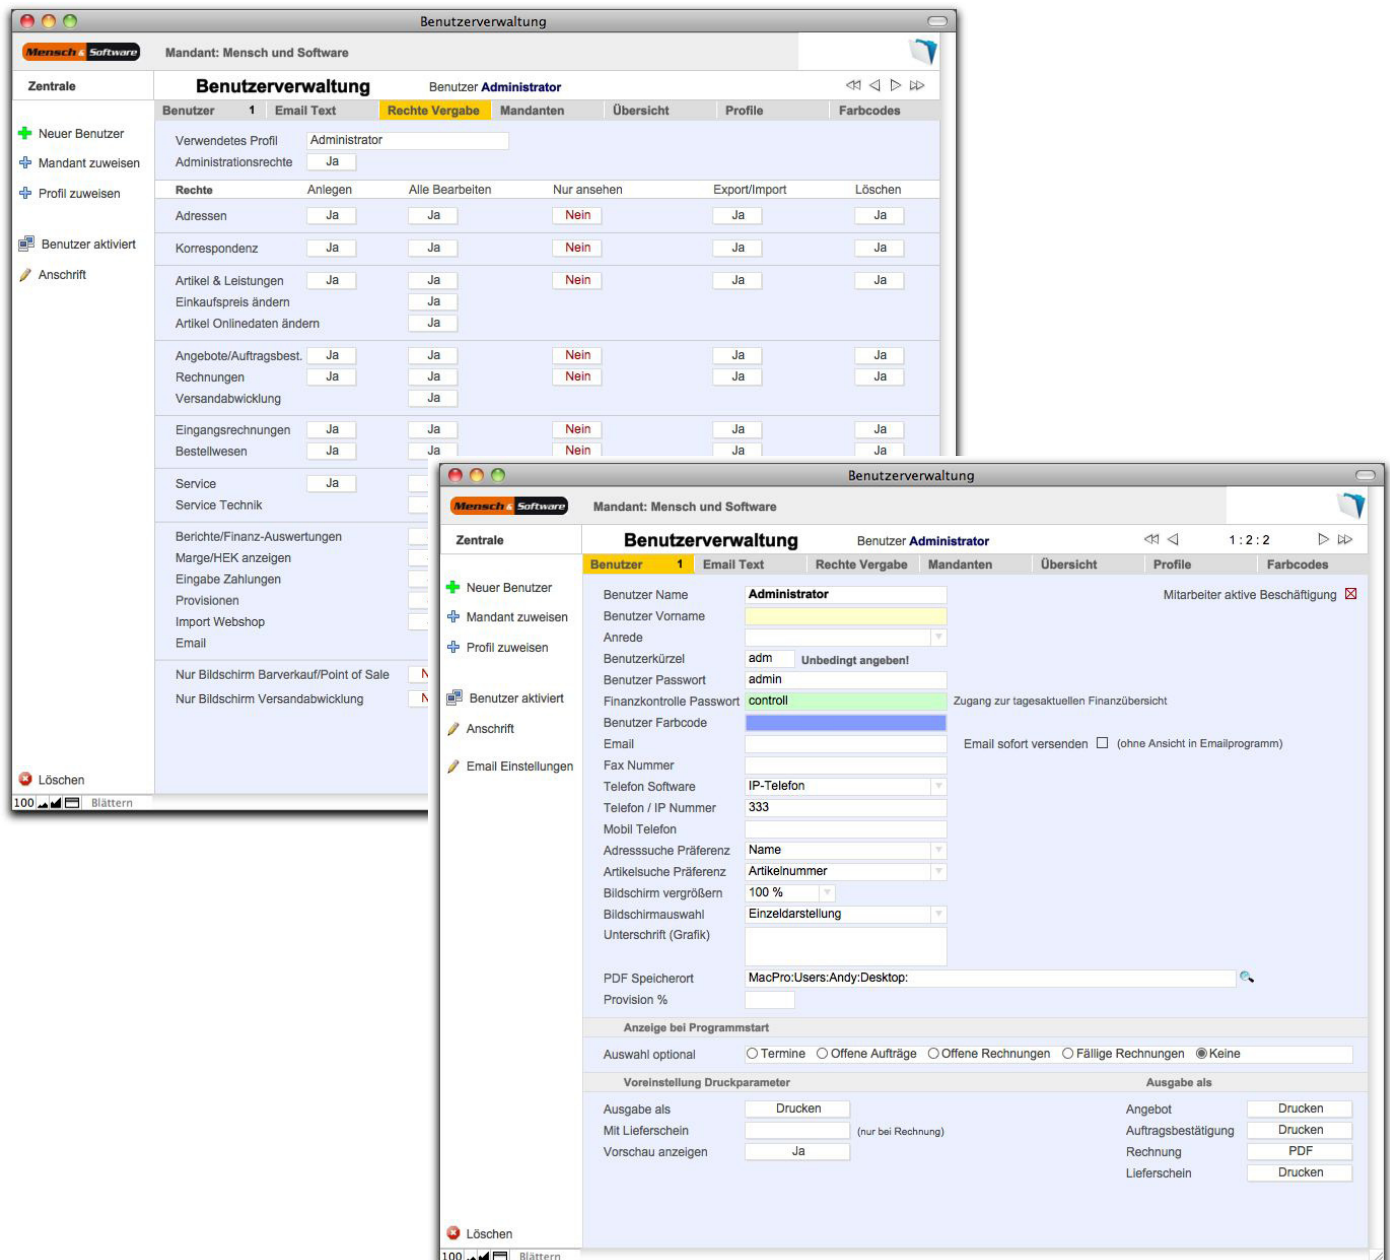 Benutzerverwaltung
Mensch & Software Mandant: Mensch und Software
Zentrale Benutzerverwaltung Benutzer Administrator
Benutzer 1 Email Text Rechte Vergabe Mandanten Übersicht Profile Farbcodes
Neuer Benutzer
Mandant zuweisen
Profil zuweisen
Benutzer aktiviert
Anschrift
Löschen
Verwendetes Profil Administrator
Administrationsrechte Ja
Rechte Anlegen Alle Bearbeiten Nur ansehen Export/Import Löschen
Adressen Ja Ja Nein Ja Ja
Korrespondenz Ja Ja Nein Ja Ja
Artikel & Leistungen Ja Ja Nein Ja Ja
Einkaufspreis ändern Ja
Artikel Onlinedaten ändern Ja
Angebote/Auftragsbest. Ja Ja Nein Ja Ja
Rechnungen Ja Ja Nein Ja Ja
Versandabwicklung Ja
Eingangsrechnungen Ja Ja Nein Ja Ja
Bestellwesen Ja Ja Nein Ja Ja
Service Ja
Service Technik
Berichte/Finanz-Auswertungen
Marge/HEK anzeigen
Eingabe Zahlungen
Provisionen
Import Webshop
Email
Nur Bildschirm Barverkauf/Point of Sale N
Nur Bildschirm Versandabwicklung N
100 Blättern
Benutzerverwaltung
Mensch & Software Mandant: Mensch und Software
Zentrale Benutzerverwaltung Benutzer Administrator 1 : 2 : 2
Benutzer 1 Email Text Rechte Vergabe Mandanten Übersicht Profile Farbcodes
Neuer Benutzer
Mandant zuweisen
Profil zuweisen
Benutzer aktiviert
Anschrift
Email Einstellungen
Löschen
Benutzer Name Administrator Mitarbeiter aktive Beschäftigung
Benutzer Vorname
Anrede
Benutzerkürzel adm Unbedingt angeben!
Benutzer Passwort admin
Finanzkontrolle Passwort controll Zugang zur tagesaktuellen Finanzübersicht
Benutzer Farbcode
Email Email sofort versenden (ohne Ansicht in Emailprogramm)
Fax Nummer
Telefon Software IP-Telefon
Telefon / IP Nummer 333
Mobil Telefon
Adresssuche Präferenz Name
Artikelsuche Präferenz Artikelnummer
Bildschirm vergrößern 100 %
Bildschirmauswahl Einzeldarstellung
Unterschrift (Grafik)
PDF Speicherort MacPro:Users:Andy:Desktop:
Provision %
Anzeige bei Programmstart
Auswahl optional Termine Offene Aufträge Offene Rechnungen Fällige Rechnungen Keine
Voreinstellung Druckparameter Ausgabe als
Ausgabe als Drucken Angebot Drucken
Mit Lieferschein (nur bei Rechnung) Auftragsbestätigung Drucken
Vorschau anzeigen Ja Rechnung PDF
Lieferschein Drucken
100 Blättern